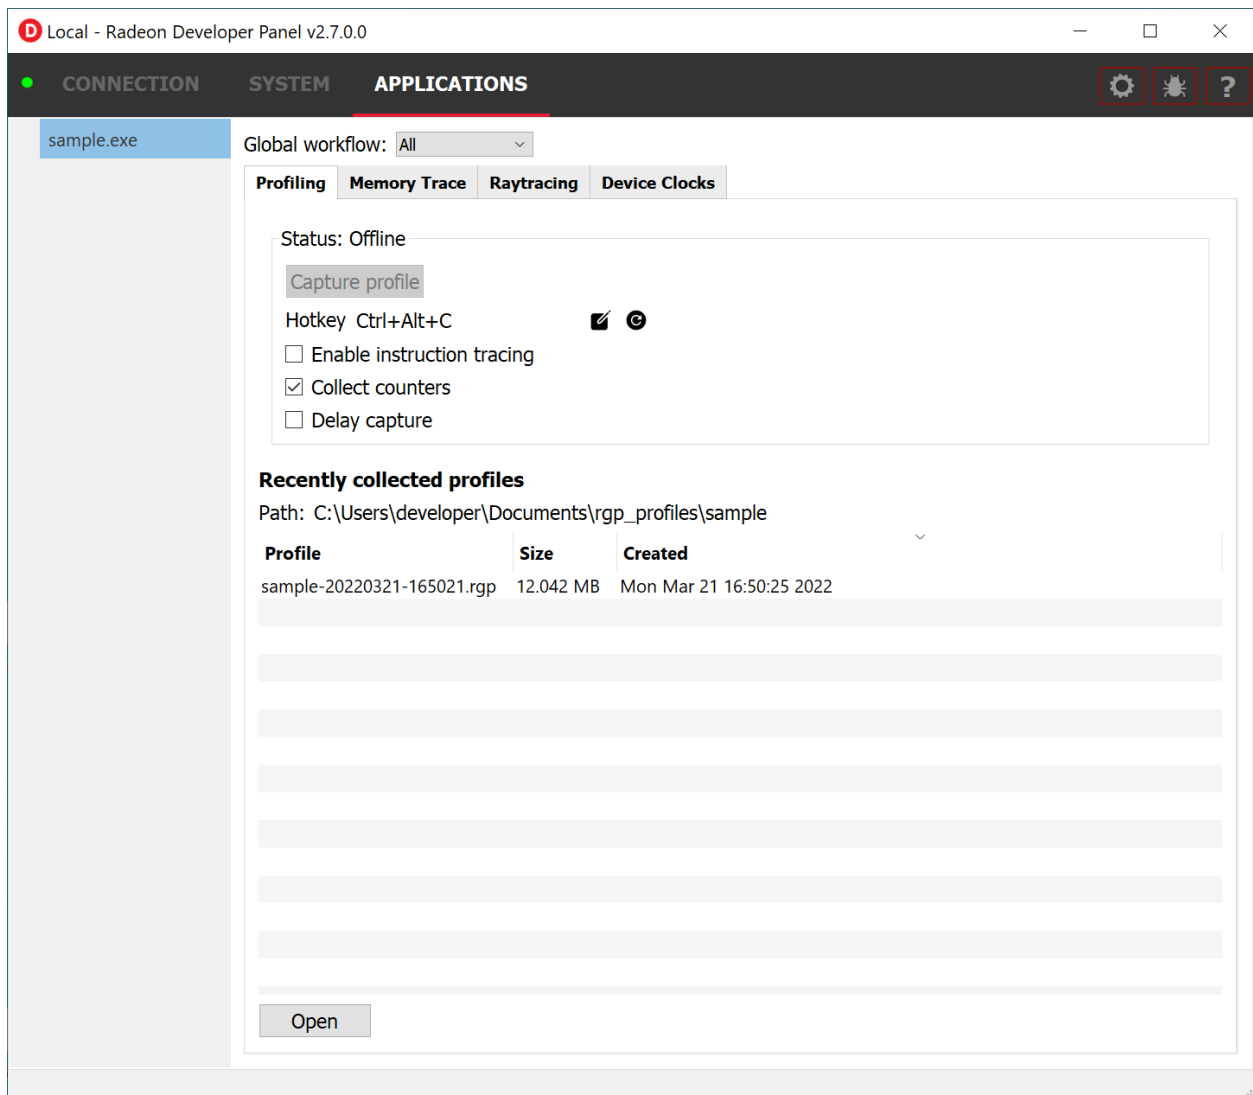 D Local - Radeon Developer Panel v2.7.0.0
CONNECTION SYSTEM APPLICATIONS ?
sample.exe
Global workflow: All
Profiling Memory Trace Raytracing Device Clocks
Status: Offline
Capture profile
Hotkey Ctrl+Alt+C
Enable instruction tracing
Collect counters
Delay capture
Recently collected profiles
Path: C:\Users\developer\Documents\rgp_profiles\sample
Profile Size Created
sample-20220321-165021.rgp 12.042 MB Mon Mar 21 16:50:25 2022
Open